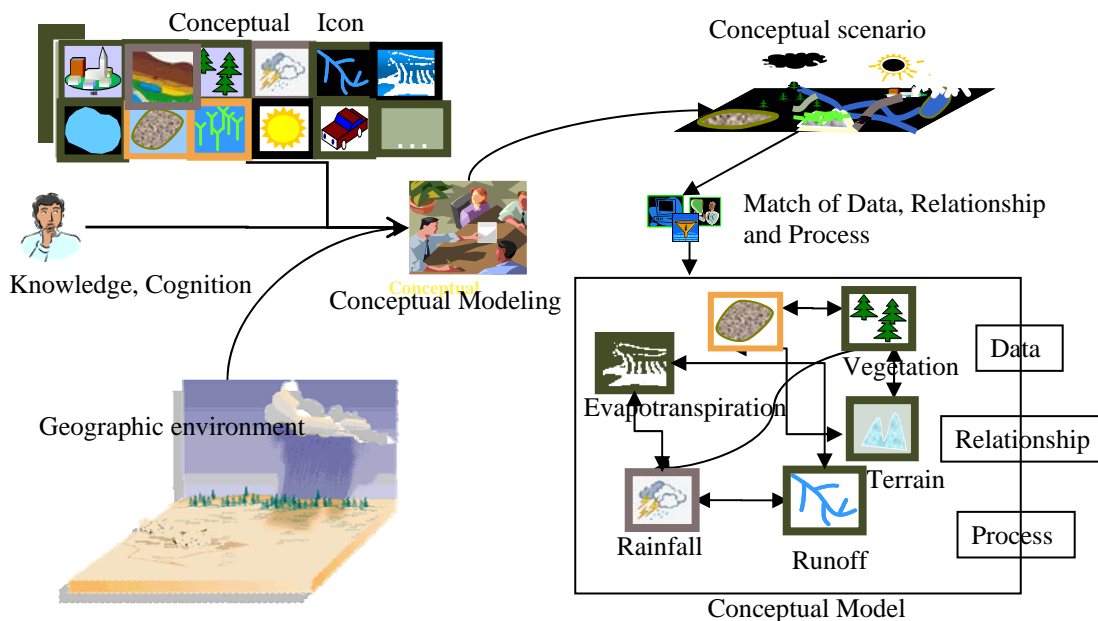 Conceptual Icon
Conceptual scenario
...
Match of Data, Relationship
and Process
Knowledge, Cognition
Conceptual
Conceptual Modeling
Data
Vegetation
Evapotranspiration
Geographic environment
Relationship
Terrain
Process
Rainfall
Runoff
Conceptual Model